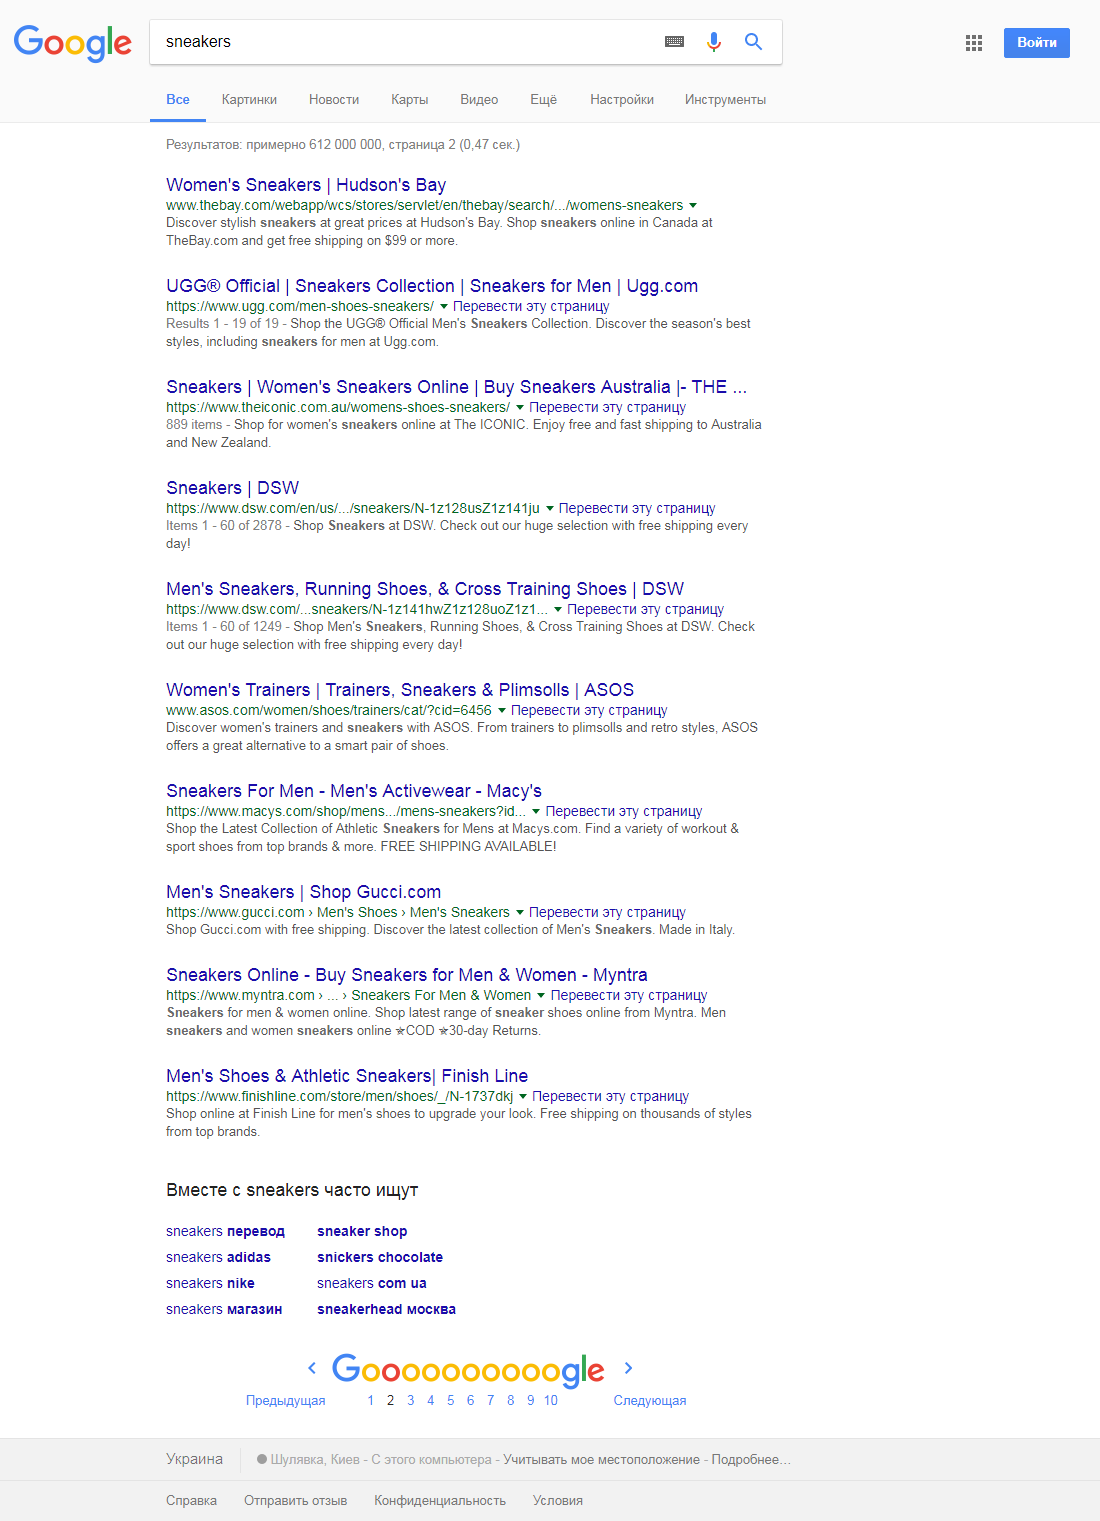 Google
sneakers
Войти
Все Картинки Новости Карты Видео Ещё Настройки Инструменты
Результатов: примерно 612 000 000, страница 2 (0,47 сек.)
Women's Sneakers | Hudson's Bay
www.thebay.com/webapp/wcs/stores/servlet/en/thebay/search/.../womens-sneakers
Discover stylish sneakers at great prices at Hudson's Bay. Shop sneakers online in Canada at
TheBay.com and get free shipping on $99 or more.
UGG® Official | Sneakers Collection | Sneakers for Men | Ugg.com
https://www.ugg.com/men-shoes-sneakers/ Перевести эту страницу
Results 1 - 19 of 19 - Shop the UGG® Official Men's Sneakers Collection. Discover the season's best
styles, including sneakers for men at Ugg.com.
Sneakers | Women's Sneakers Online | Buy Sneakers Australia |- THE ...
https://www.theiconic.com.au/womens-shoes-sneakers/ Перевести эту страницу
889 items - Shop for women's sneakers online at The ICONIC. Enjoy free and fast shipping to Australia
and New Zealand.
Sneakers | DSW
https://www.dsw.com/en/us/.../sneakers/N-1z128usZ1z141ju Перевести эту страницу
Items 1 - 60 of 2878 - Shop Sneakers at DSW. Check out our huge selection with free shipping every
day!
Men's Sneakers, Running Shoes, & Cross Training Shoes | DSW
https://www.dsw.com/...sneakers/N-1z141hwZ1z128uoZ1z1... Перевести эту страницу
Items 1 - 60 of 1249 - Shop Men's Sneakers, Running Shoes, & Cross Training Shoes at DSW. Check
out our huge selection with free shipping every day!
Women's Trainers | Trainers, Sneakers & Plimsolls | ASOS
www.asos.com/women/shoes/trainers/cat/?cid=6456 Перевести эту страницу
Discover women's trainers and sneakers with ASOS. From trainers to plimsolls and retro styles, ASOS
offers a great alternative to a smart pair of shoes.
Sneakers For Men - Men's Activewear - Macy's
https://www.macys.com/shop/mens.../mens-sneakers?id... Перевести эту страницу
Shop the Latest Collection of Athletic Sneakers for Mens at Macys.com. Find a variety of workout &
sport shoes from top brands & more. FREE SHIPPING AVAILABLE!
Men's Sneakers | Shop Gucci.com
https://www.gucci.com › Men's Shoes › Men's Sneakers Перевести эту страницу
Shop Gucci.com with free shipping. Discover the latest collection of Men's Sneakers. Made in Italy.
Sneakers Online - Buy Sneakers for Men & Women - Myntra
https://www.myntra.com › ... › Sneakers For Men & Women Перевести эту страницу
Sneakers for men & women online. Shop latest range of sneaker shoes online from Myntra. Men
sneakers and women sneakers online ✯COD ✯30-day Returns.
Men's Shoes & Athletic Sneakers| Finish Line
https://www.finishline.com/store/men/shoes/_/N-1737dkj Перевести эту страницу
Shop online at Finish Line for men's shoes to upgrade your look. Free shipping on thousands of styles
from top brands.
Вместе с sneakers часто ищут
sneakers перевод sneaker shop
sneakers adidas snickers chocolate
sneakers nike sneakers com ua
sneakers магазин sneakerhead москва
Goooooooooogle
Предыдущая 1 2 3 4 5 6 7 8 9 10 Следующая
Украина Шулявка, Киев - С этого компьютера - Учитывать мое местоположение - Подробнее…
Справка Отправить отзыв Конфиденциальность Условия